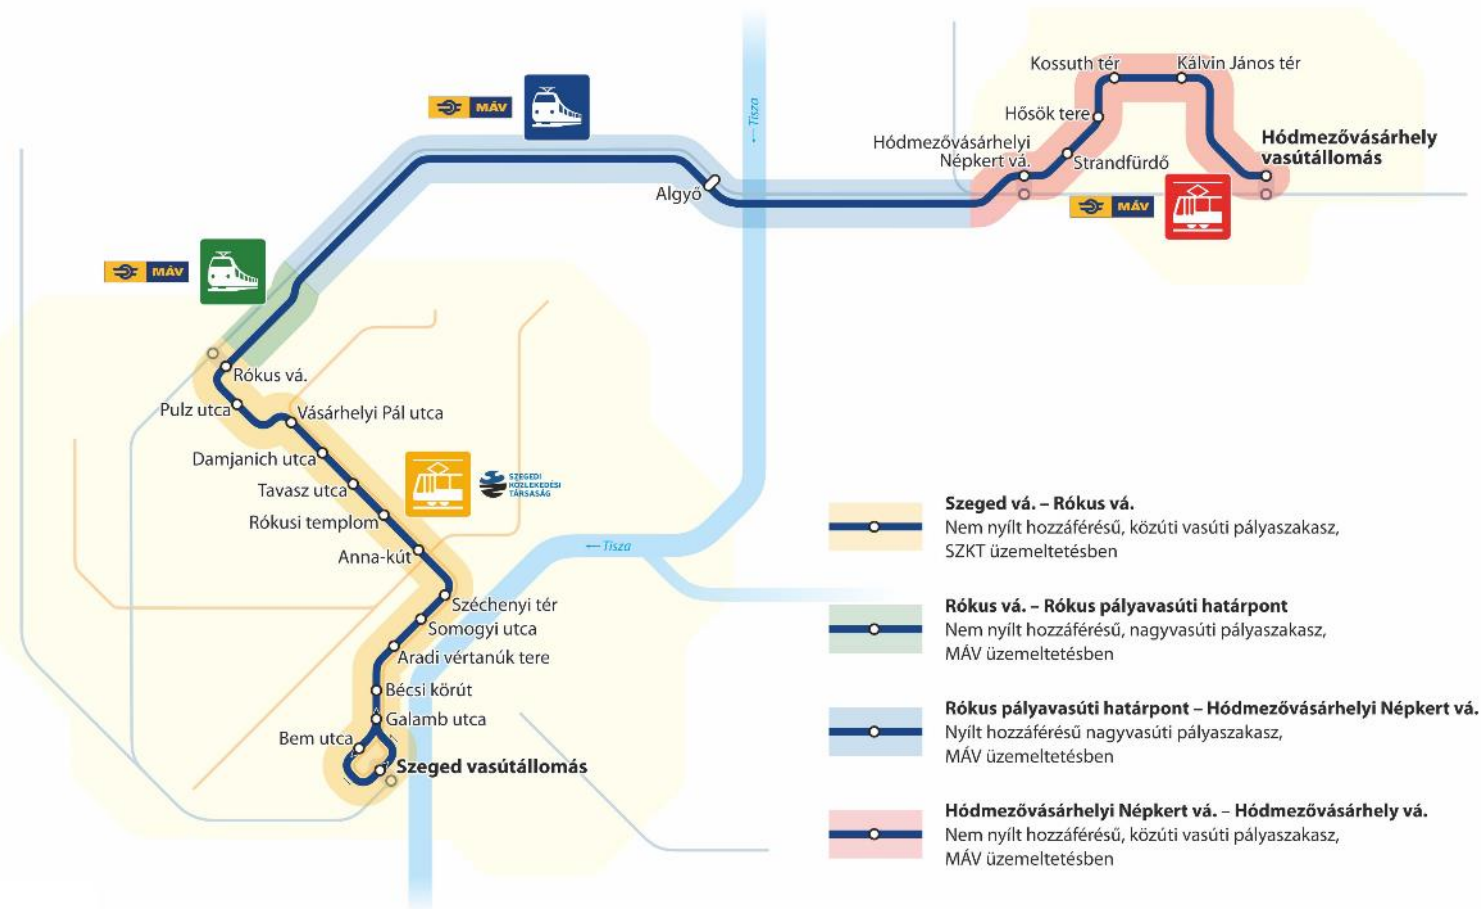 Kossuth tér
Kálvin János tér
MÁV
← Tisza
Hősök tere
Hódmezővásárhelyi
Népkert vá.
Hódmezővásárhely
vasútállomás
Strandfürdő
Algyő
MÁV
MÁV
Rókus vá.
Pulz utca
Vásárhelyi Pál utca
Damjanich utca
SZEGEDI
KÖZLEKEDÉSI
TÁRSASÁG
Tavasz utca
Rókusi templom
Anna-kút
← Tisza
Széchenyi tér
Somogyi utca
Aradi vértanúk tere
Bécsi körút
Galamb utca
Bem utca
Szeged vasútállomás
Szeged vá. – Rókus vá.
Nem nyílt hozzáférésű, közúti vasúti pályaszakasz,
SZKT üzemeltetésben
Rókus vá. – Rókus pályavasúti határpont
Nem nyílt hozzáférésű, nagyvasúti pályaszakasz,
MÁV üzemeltetésben
Rókus pályavasúti határpont – Hódmezővásárhelyi Népkert vá.
Nyílt hozzáférésű nagyvasúti pályaszakasz,
MÁV üzemeltetésben
Hódmezővásárhelyi Népkert vá. – Hódmezővásárhely vá.
Nem nyílt hozzáférésű, közúti vasúti pályaszakasz,
MÁV üzemeltetésben